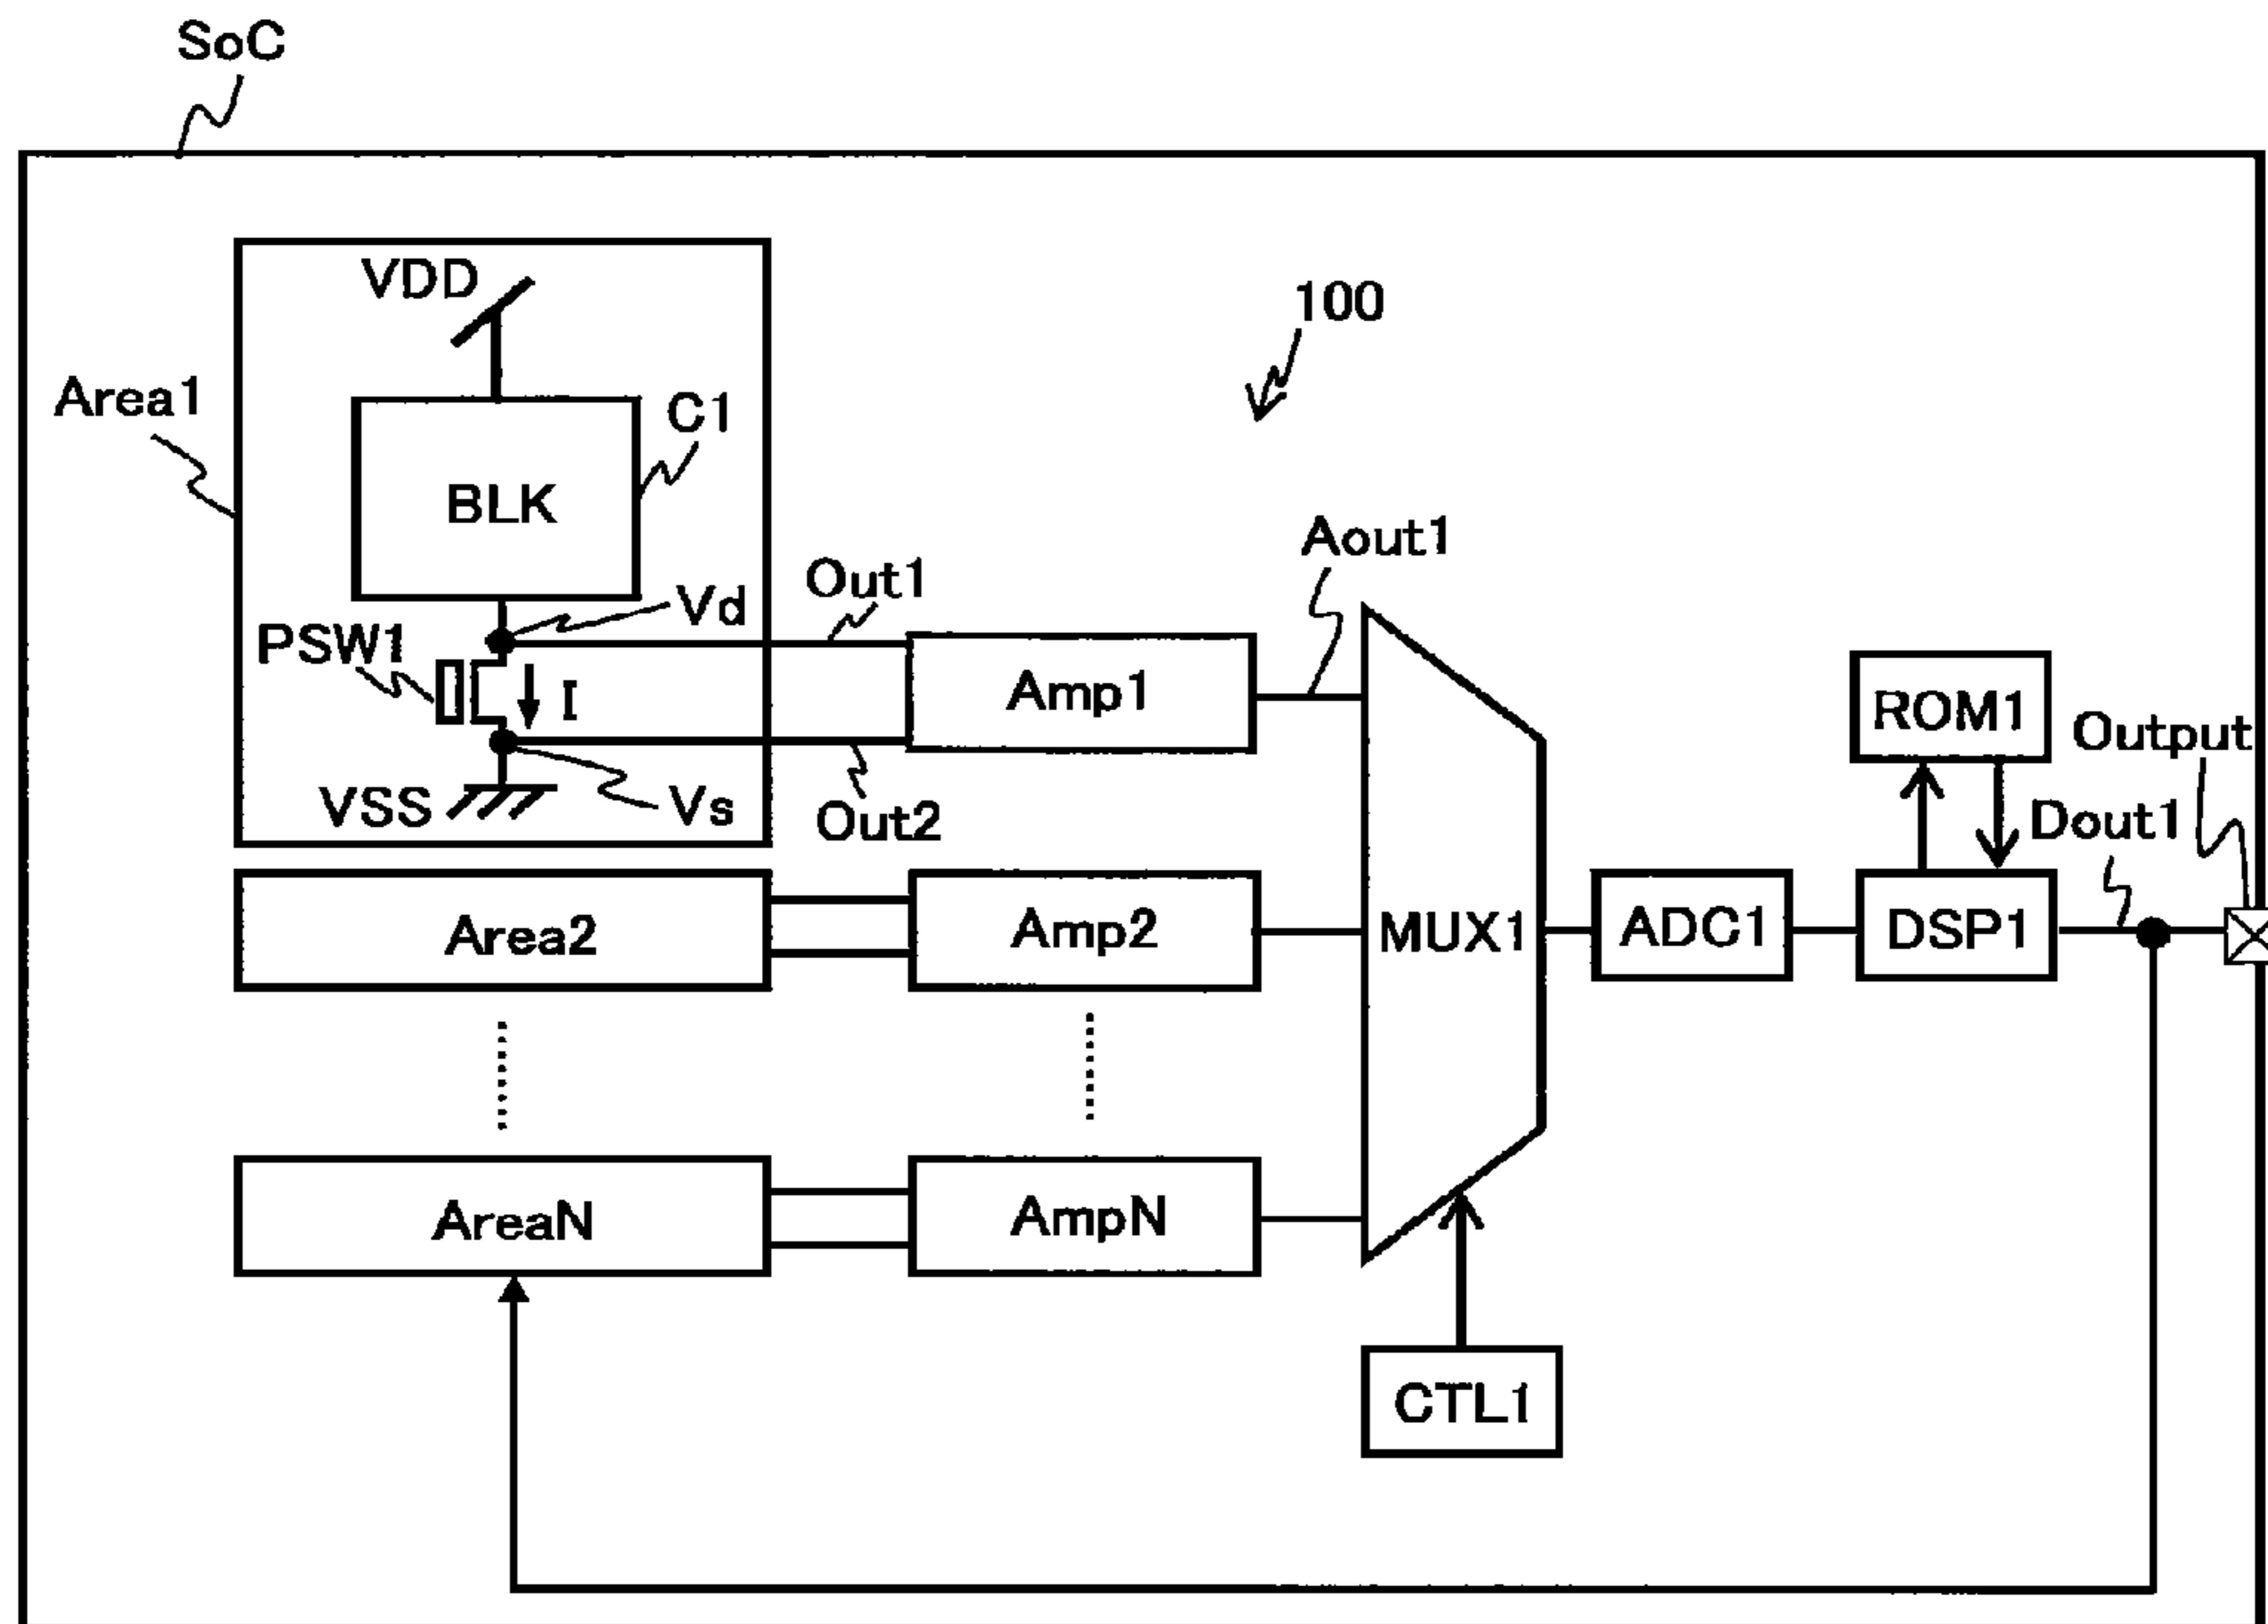 SoC
VDD
100
Area1
C1
BLK
Aout1
Out1
Vd
PSW1
I
Amp1
ROM1
Output
VSS
Vs
Out2
Dout1
Area2
Amp2
MUX1
ADC1
DSP1
AreaN
AmpN
CTL1